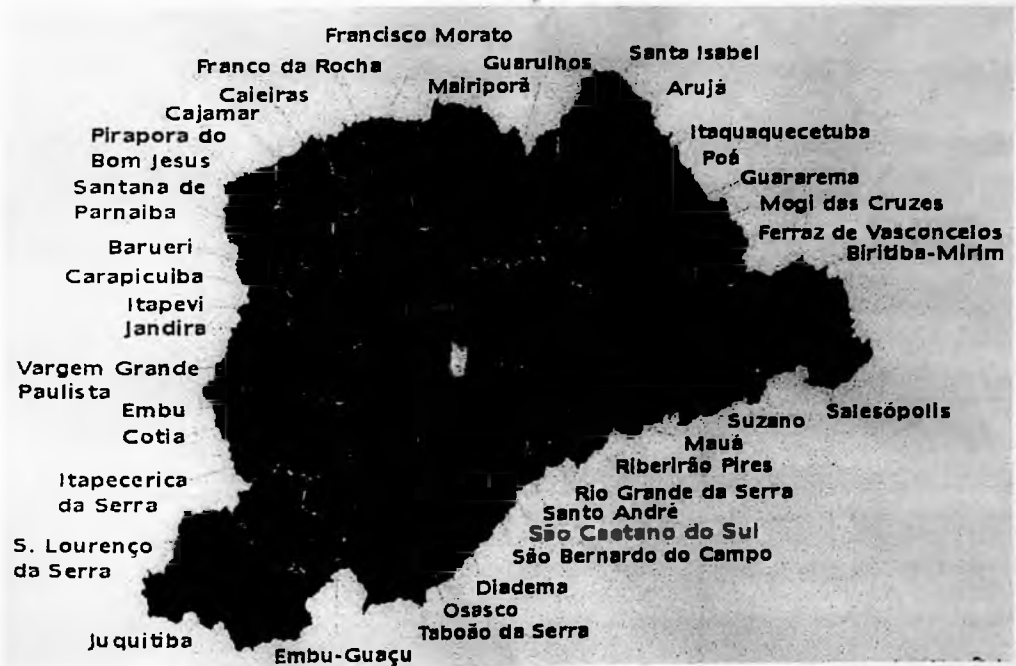 Francisco Morato
Santa Isabel
Franco da Rocha
Guarulhos
Mairiporã
Arujá
Caieiras
Cajamar
Pirapora do
Bom Jesus
Itaquaquecetuba
Poá
Guararema
Santana de
Parnaiba
Mogi das Cruzes
Ferraz de Vasconcelos
Biritiba-Mirim
Barueri
Carapicuiba
Itapevi
Jandira
Vargem Grande
Paulista
Embu
Cotia
Salesópolis
Suzano
Mauá
Riberirão Pires
Itapecerica
da Serra
Rio Grande da Serra
Santo André
São Caetano do Sul
São Bernardo do Campo
S. Lourenço
da Serra
Diadema
Osasco
Taboão da Serra
Juquitiba
Embu-Guaçu